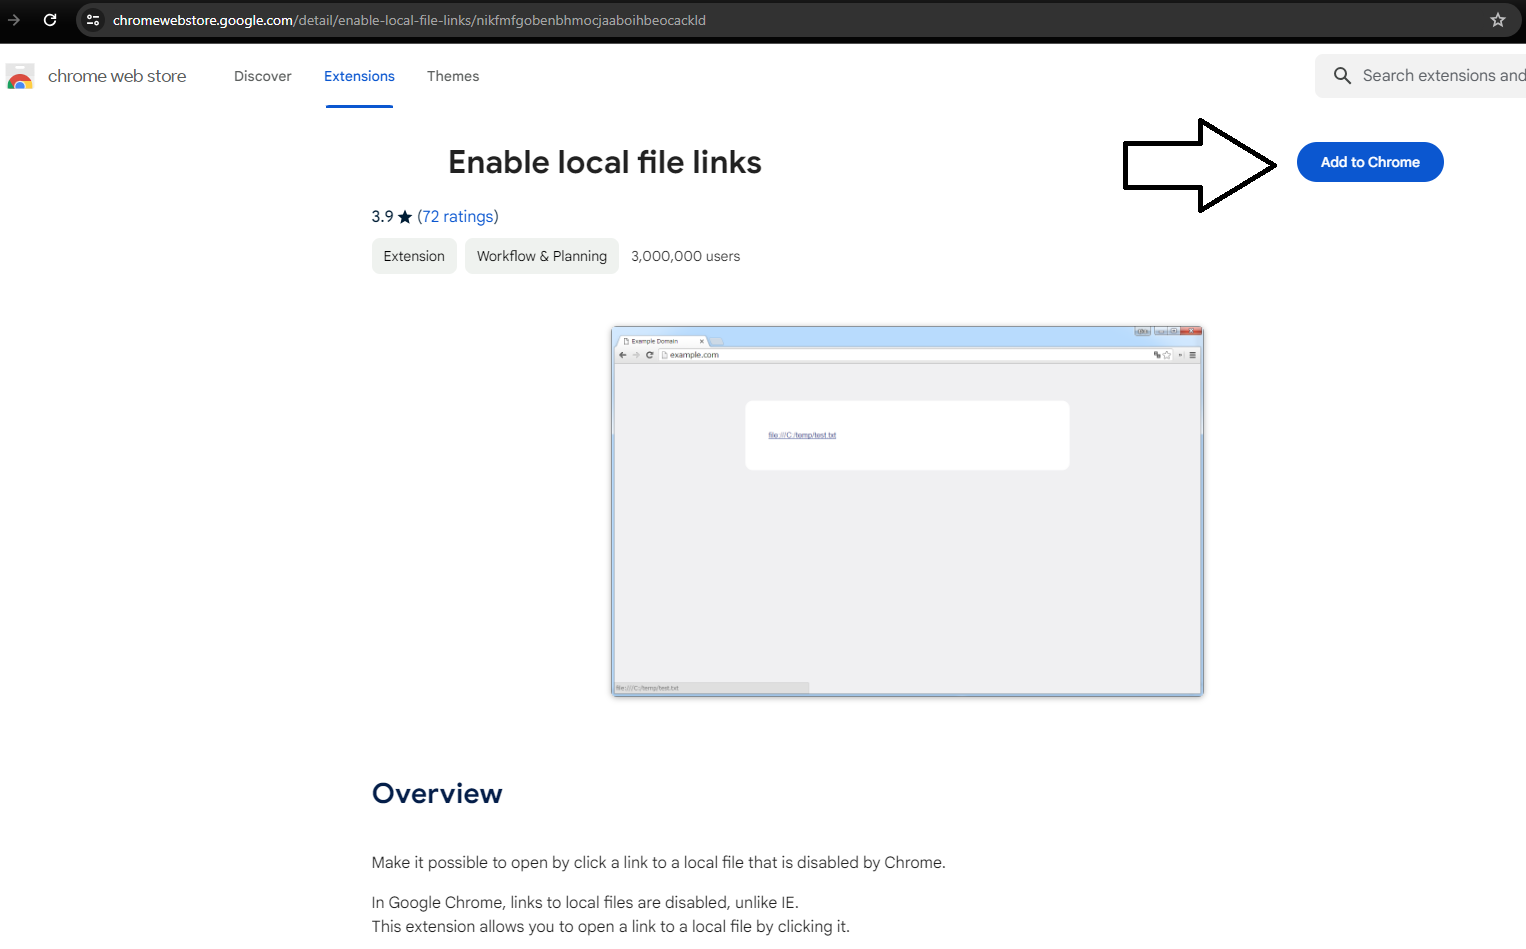 chromewebstore.google.com/detail/enable-local-file-links/nikfmfgobenbhmocjaaboihbeocackld
chrome web store
Discover
Extensions
Themes
Search extensions and
Enable local file links
Add to Chrome
3.9 ★ (72 ratings)
Extension
Workflow & Planning
3,000,000 users
Example Domain
example.com
file:///C:/temp/test.txt
file:///C:/temp/test.txt
Overview
Make it possible to open by click a link to a local file that is disabled by Chrome.
In Google Chrome, links to local files are disabled, unlike IE.
This extension allows you to open a link to a local file by clicking it.